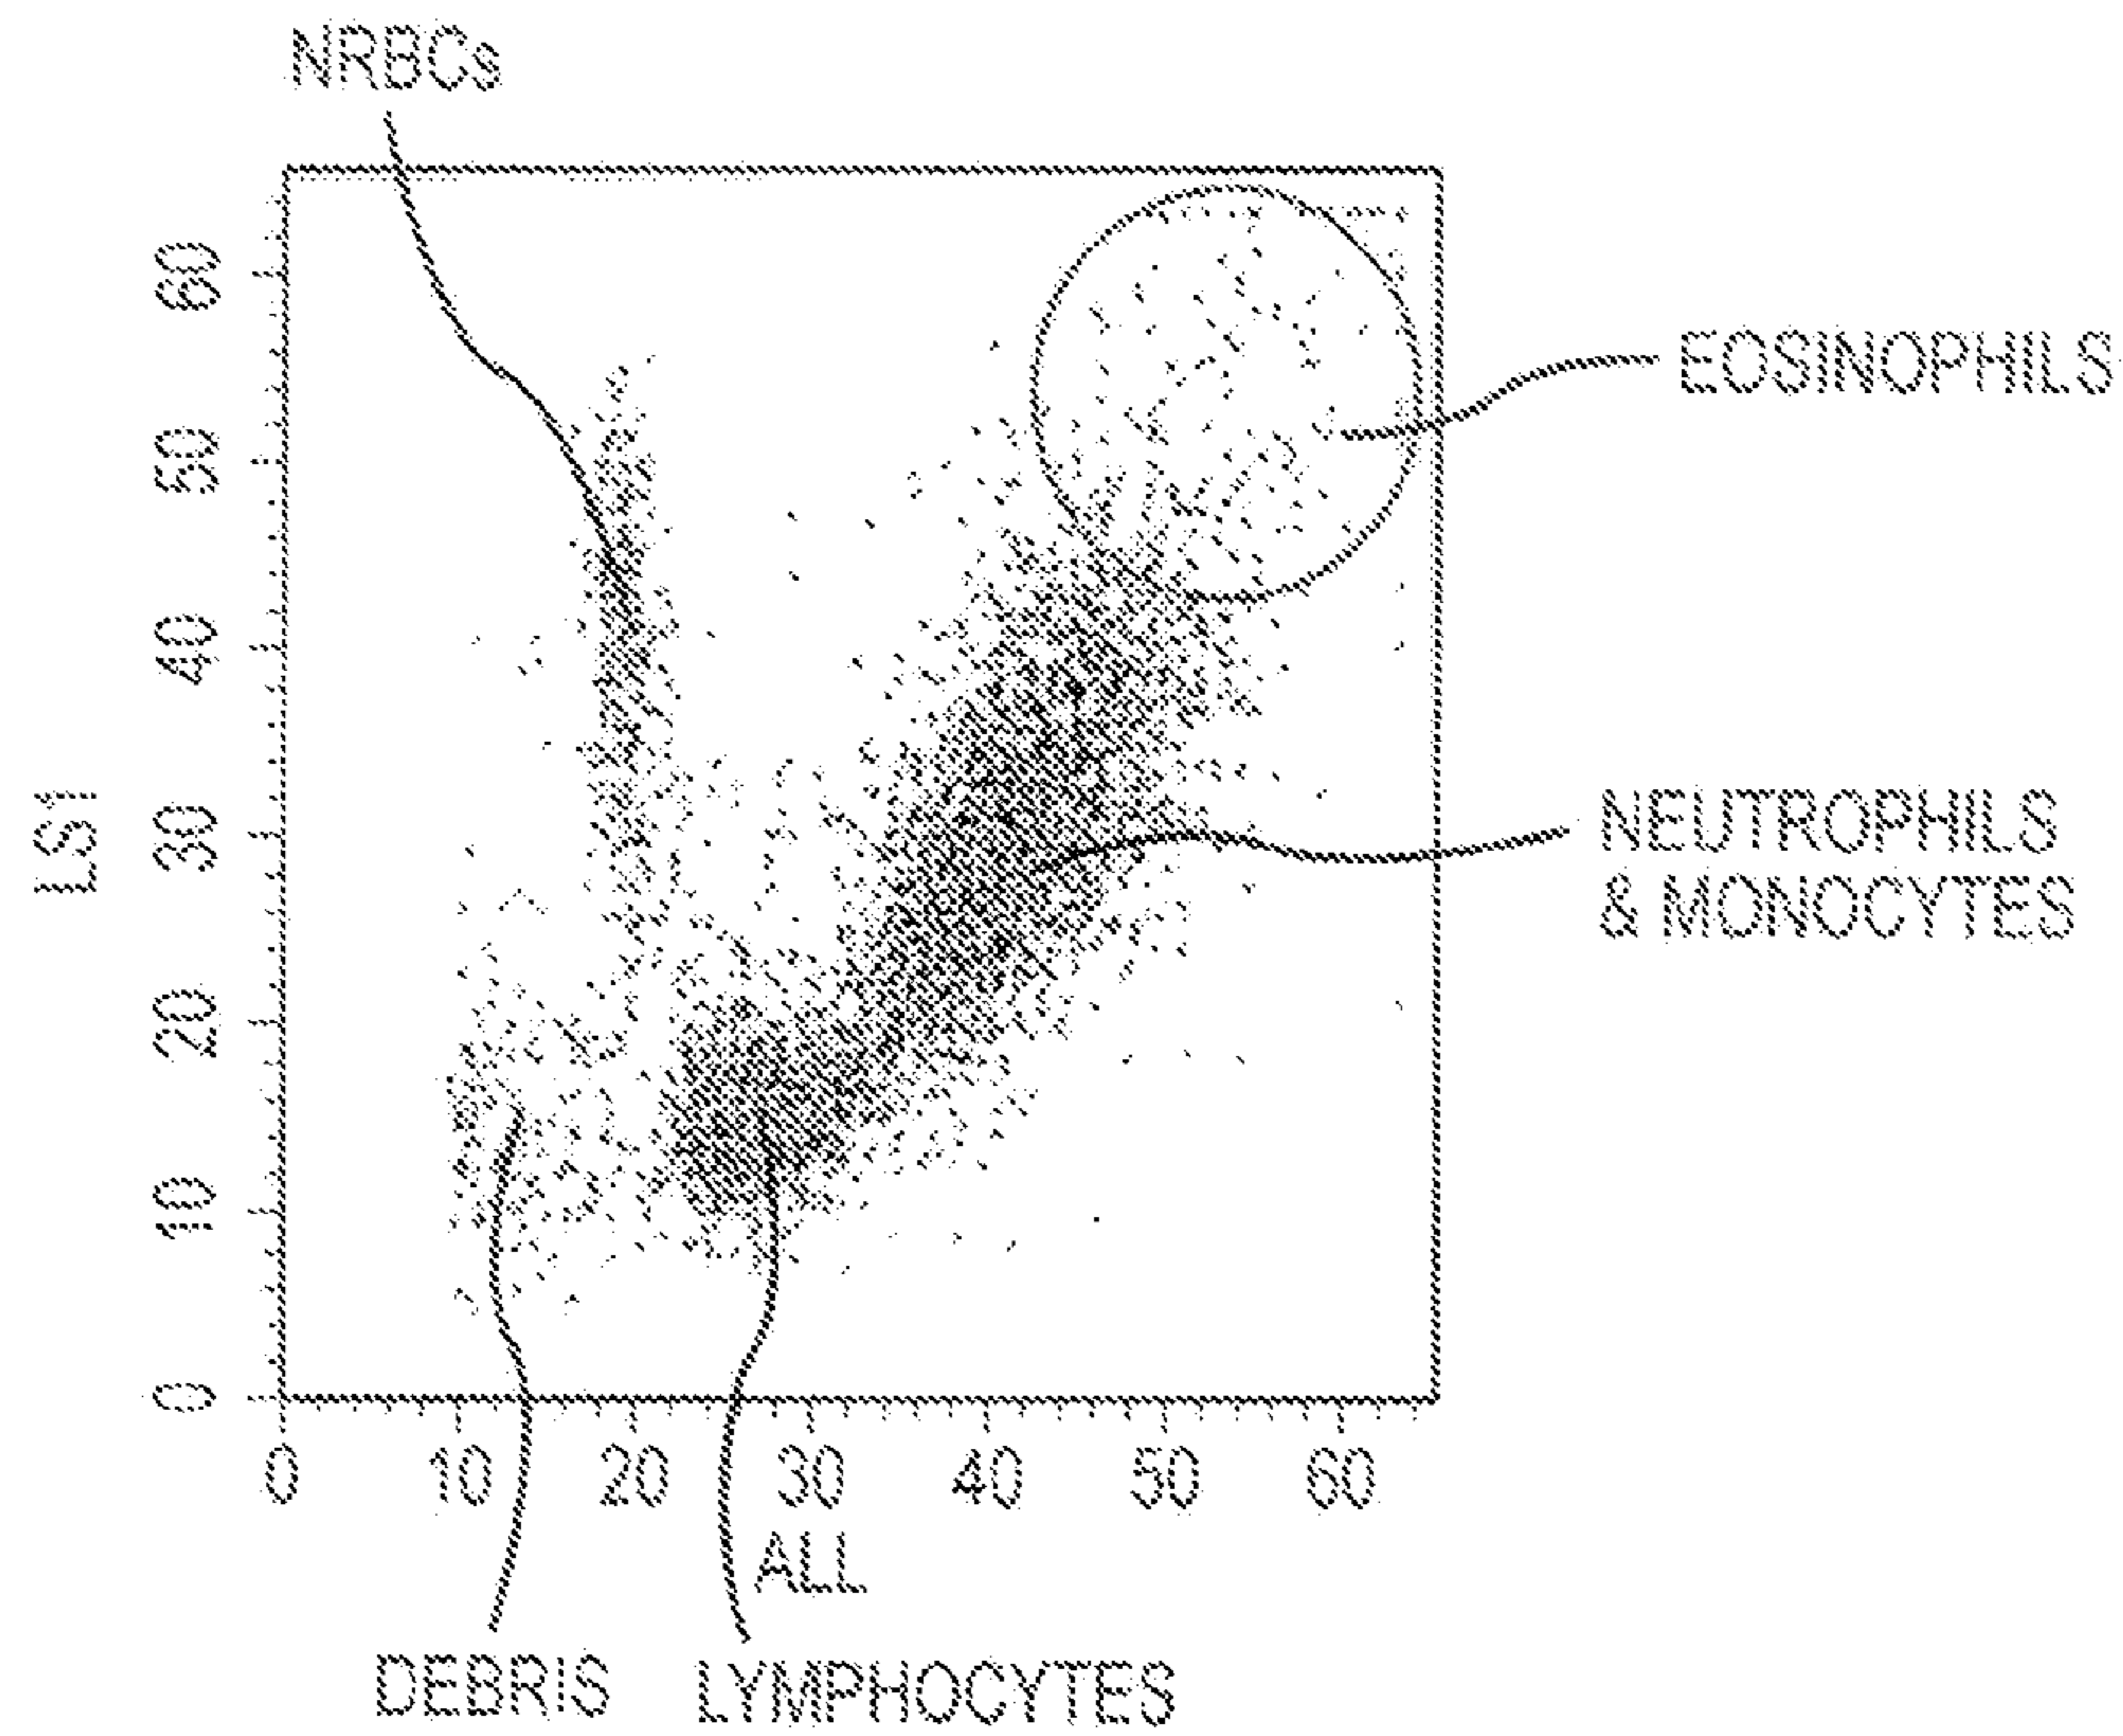 NRBCs
60
50
40
30
20
10
0
LS1
EOSINOPHILS
NEUTROPHILS
& MONOCYTES
0 10 20 30 40 50 60
ALL
DEBRIS LYMPHOCYTES